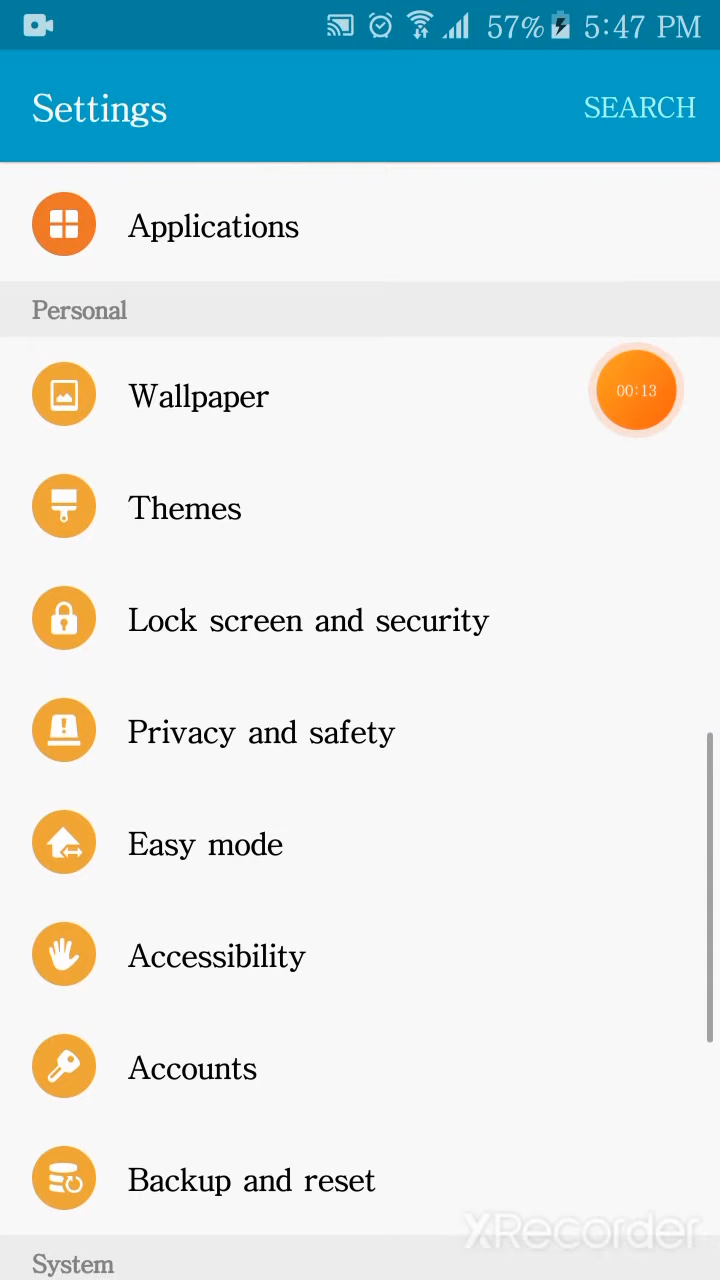 57% 5:47 PM
Settings SEARCH
Applications
Personal
Wallpaper
00:13
Themes
Lock screen and security
Privacy and safety
Easy mode
Accessibility
Accounts
Backup and reset
XRecorder
System